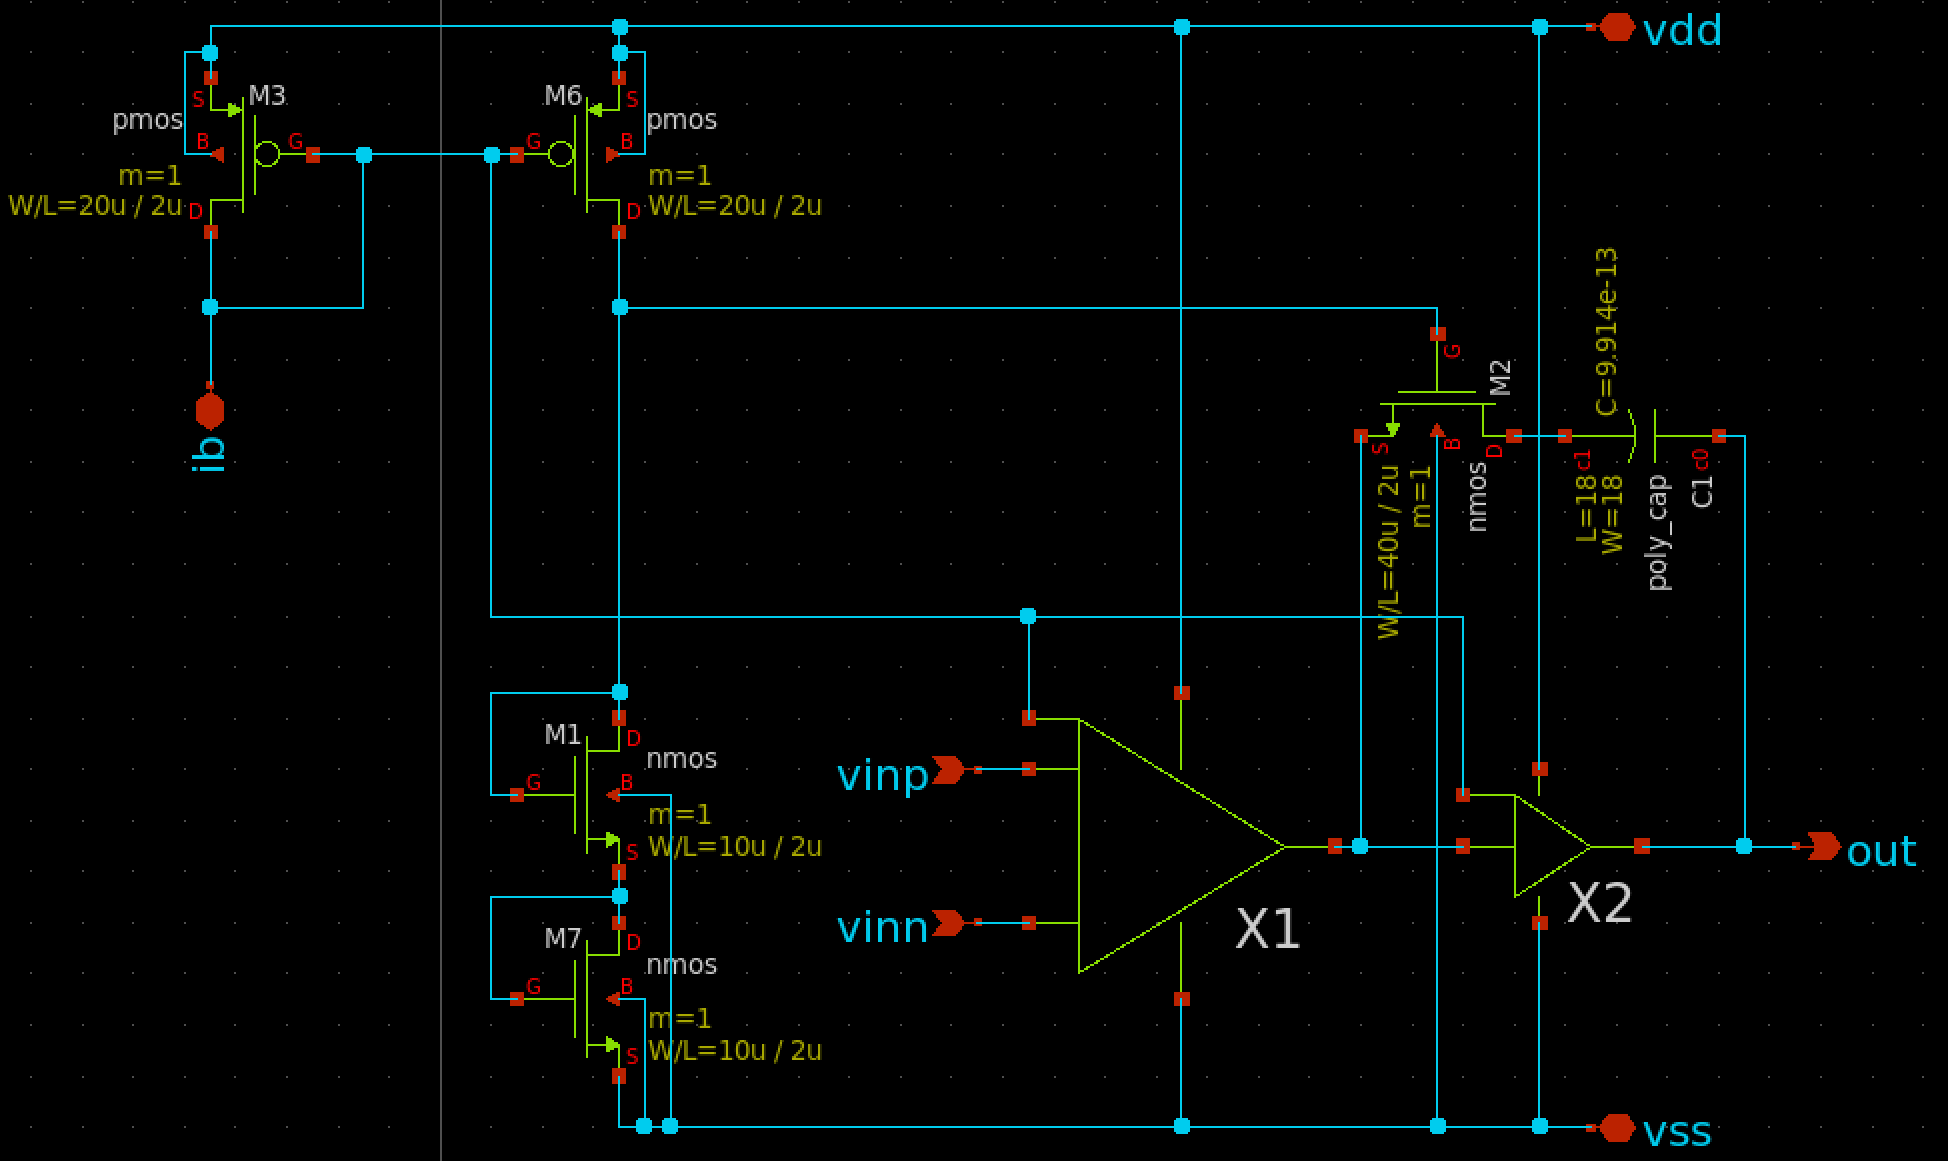 vdd
M3
S
pmos
B
G
m=1
W/L=20u / 2u
D
M6
S
pmos
G
B
m=1
W/L=20u / 2u
D
ib
G
M2
S
B
D
W/L=40u / 2u
m=1
nmos
C=9.914e-13
c1
c0
L=18
W=18
poly_cap
C1
M1
D
nmos
G
B
m=1
S
W/L=10u / 2u
M7
D
nmos
G
B
m=1
S
W/L=10u / 2u
vinp
vinn
X1
X2
out
vss